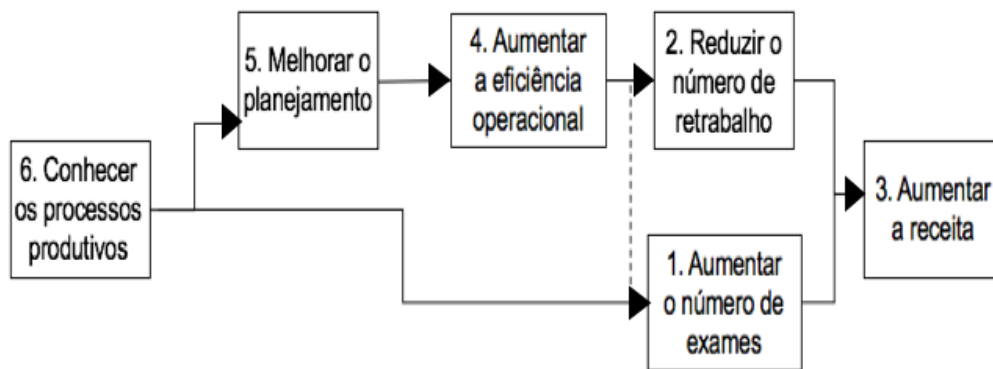 6. Conhecer
os processos
produtivos
5. Melhorar o
planejamento
4. Aumentar
a eficiência
operacional
2. Reduzir o
número de
retrabalho
1. Aumentar
o número de
exames
3. Aumentar
a receita